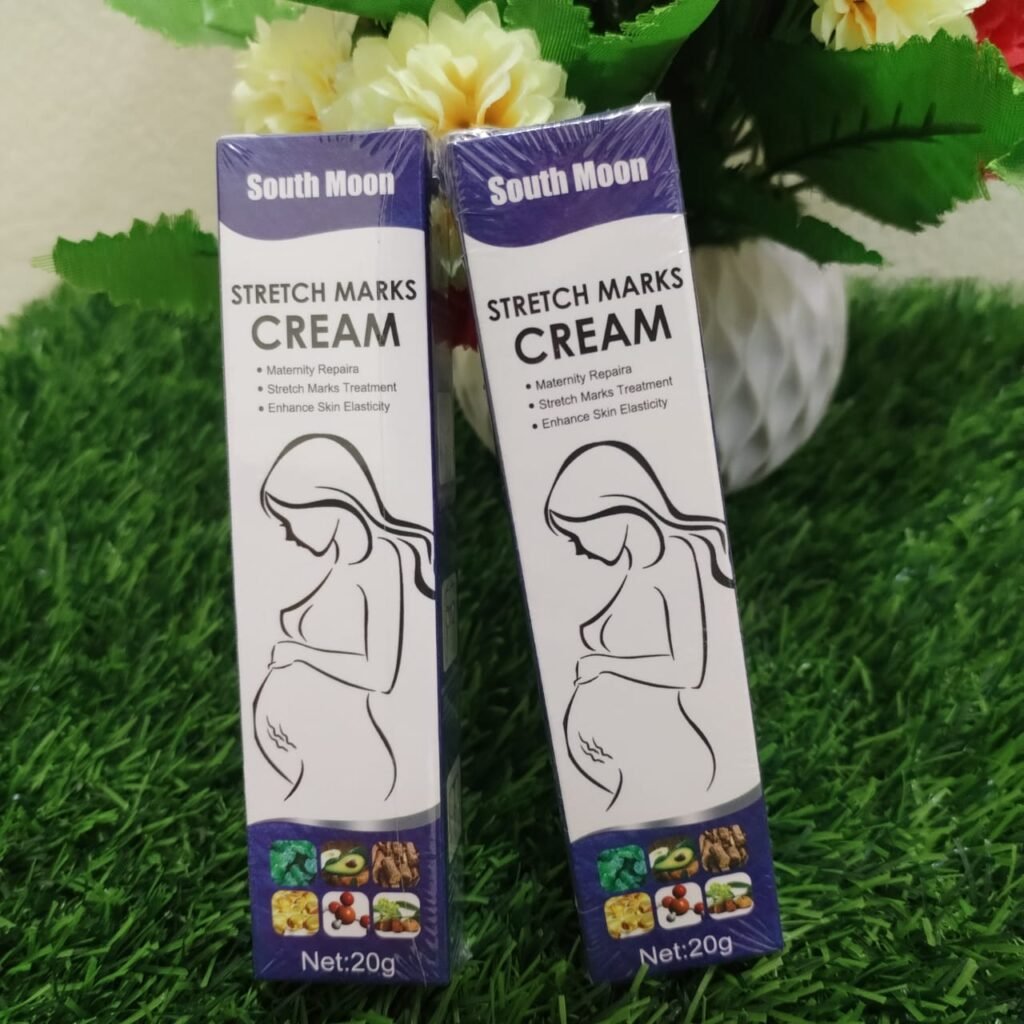 South Moon
STRETCH MARKS
CREAM
• Maternity Repaira
• Stretch Marks Treatment
• Enhance Skin Elasticity
Net:20g
South Moon
STRETCH MARKS
CREAM
• Maternity Repaira
• Stretch Marks Treatment
• Enhance Skin Elasticity
Net:20g